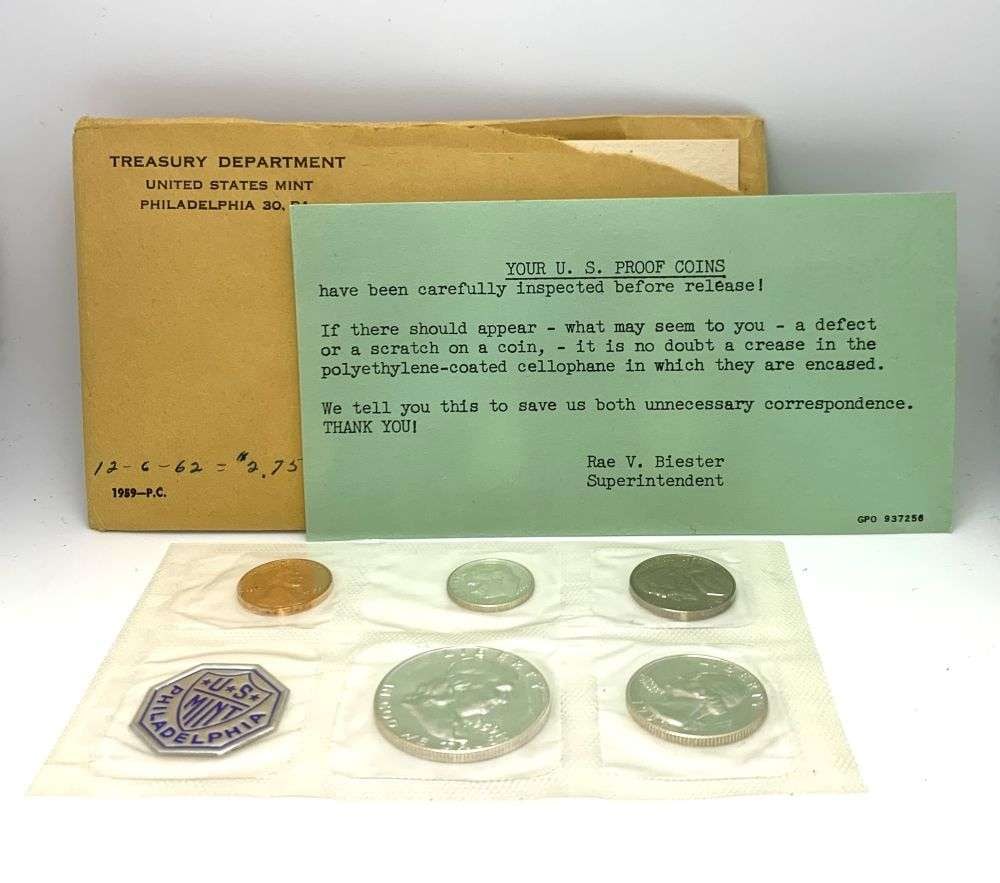 TREASURY DEPARTMENT
UNITED STATES MINT
PHILADELPHIA 30,
12-6-62 = $2.75
1959—P.C.
YOUR U. S. PROOF COINS
have been carefully inspected before release!
If there should appear - what may seem to you - a defect
or a scratch on a coin, - it is no doubt a crease in the
polyethylene-coated cellophane in which they are encased.
We tell you this to save us both unnecessary correspondence.
THANK YOU!
Rae V. Biester
Superintendent
GPO 937256
U★S
MINT
PHILADELPHIA